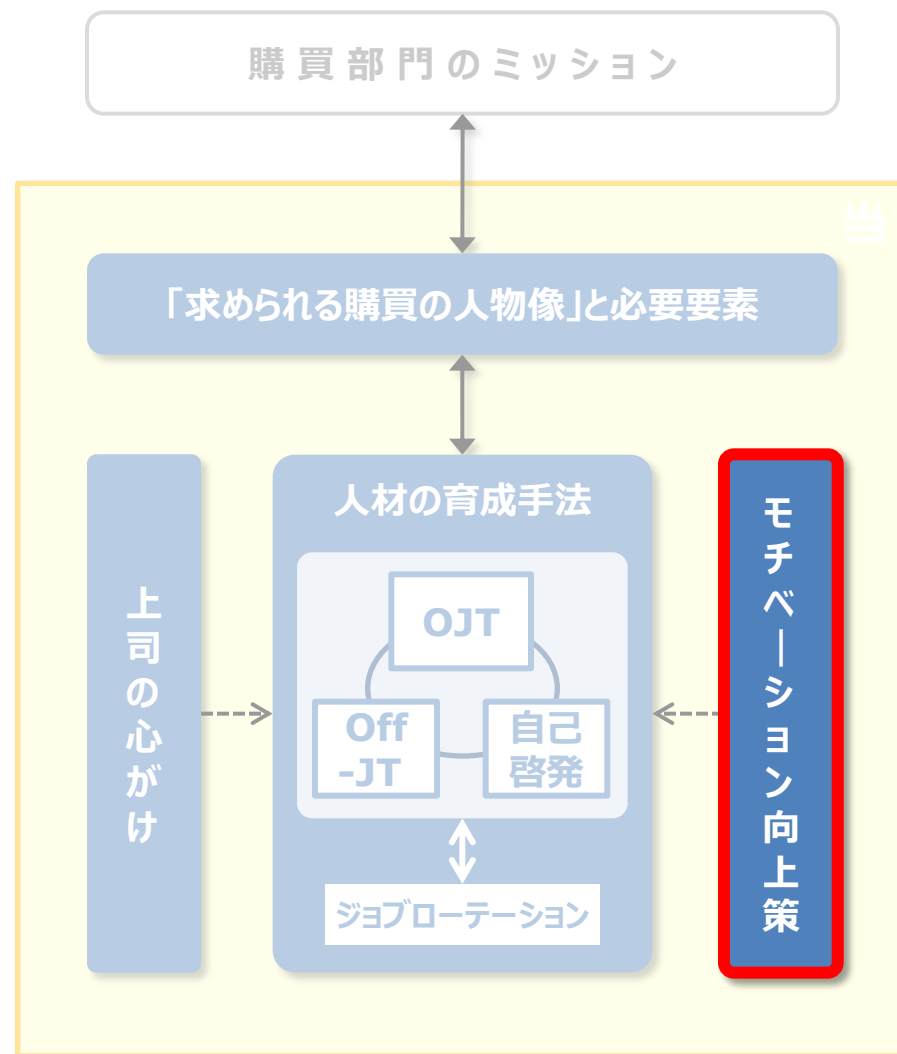 購買部門のミッション
当
「求められる購買の人物像」と必要要素
上司の心がけ
人材の育成手法
OJT
Off
-JT
自己
啓発
ジョブローテーション
モチベーション向上策